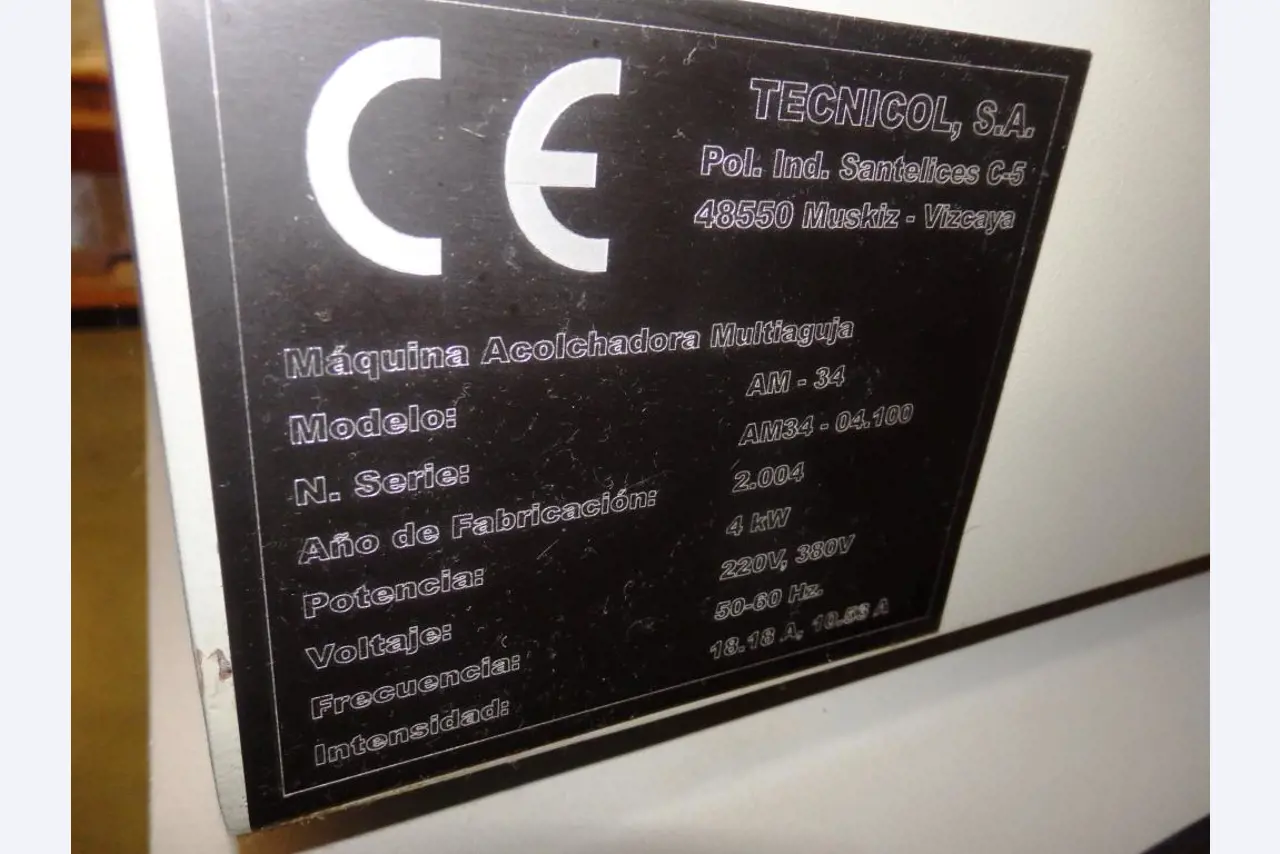 CE
TECNICOL, S.A.
Pol. Ind. Santelices C-5
48550 Muskiz - Vizcaya
Máquina Acolchadora Multiaguja
Modelo: AM - 34
N. Serie: AM34 - 04.100
Año de Fabricación: 2.004
Potencia: 4 kW
Voltaje: 220V, 380V
Frecuencia: 50-60 Hz.
Intensidad: 18.18 A, 10.53 A